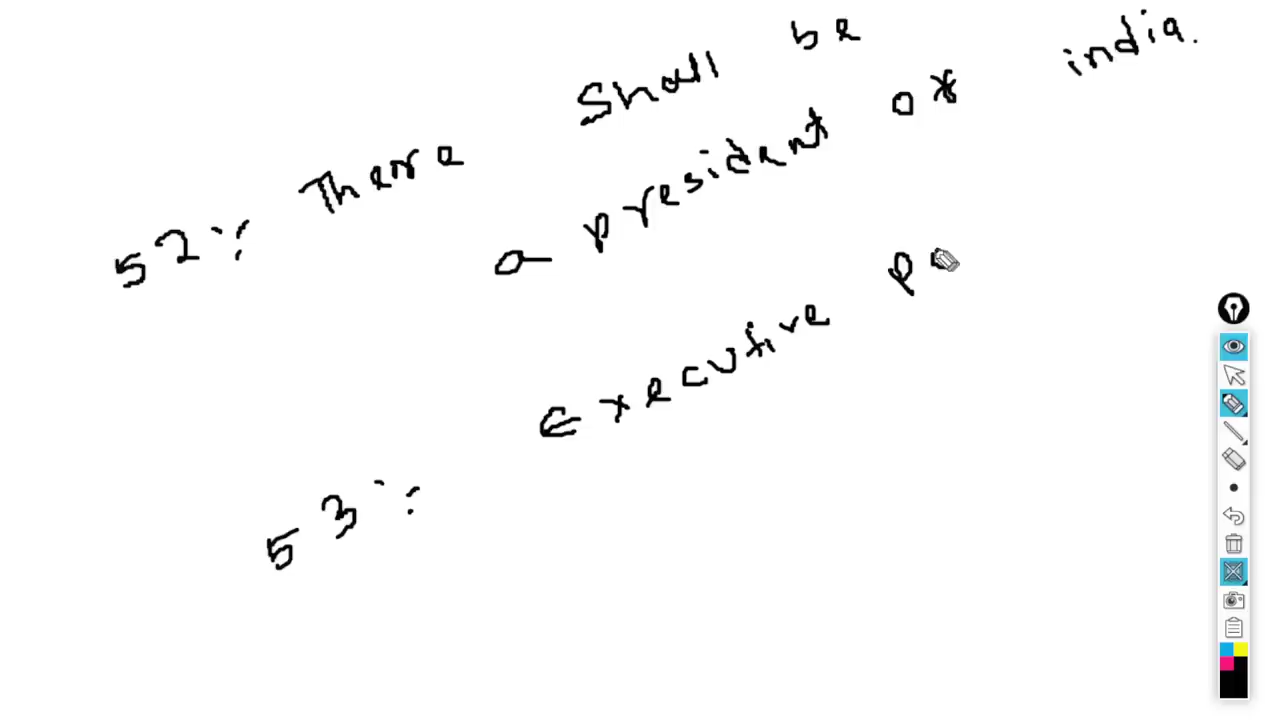 52:- There shall be
a president of india.
53:- Executive p